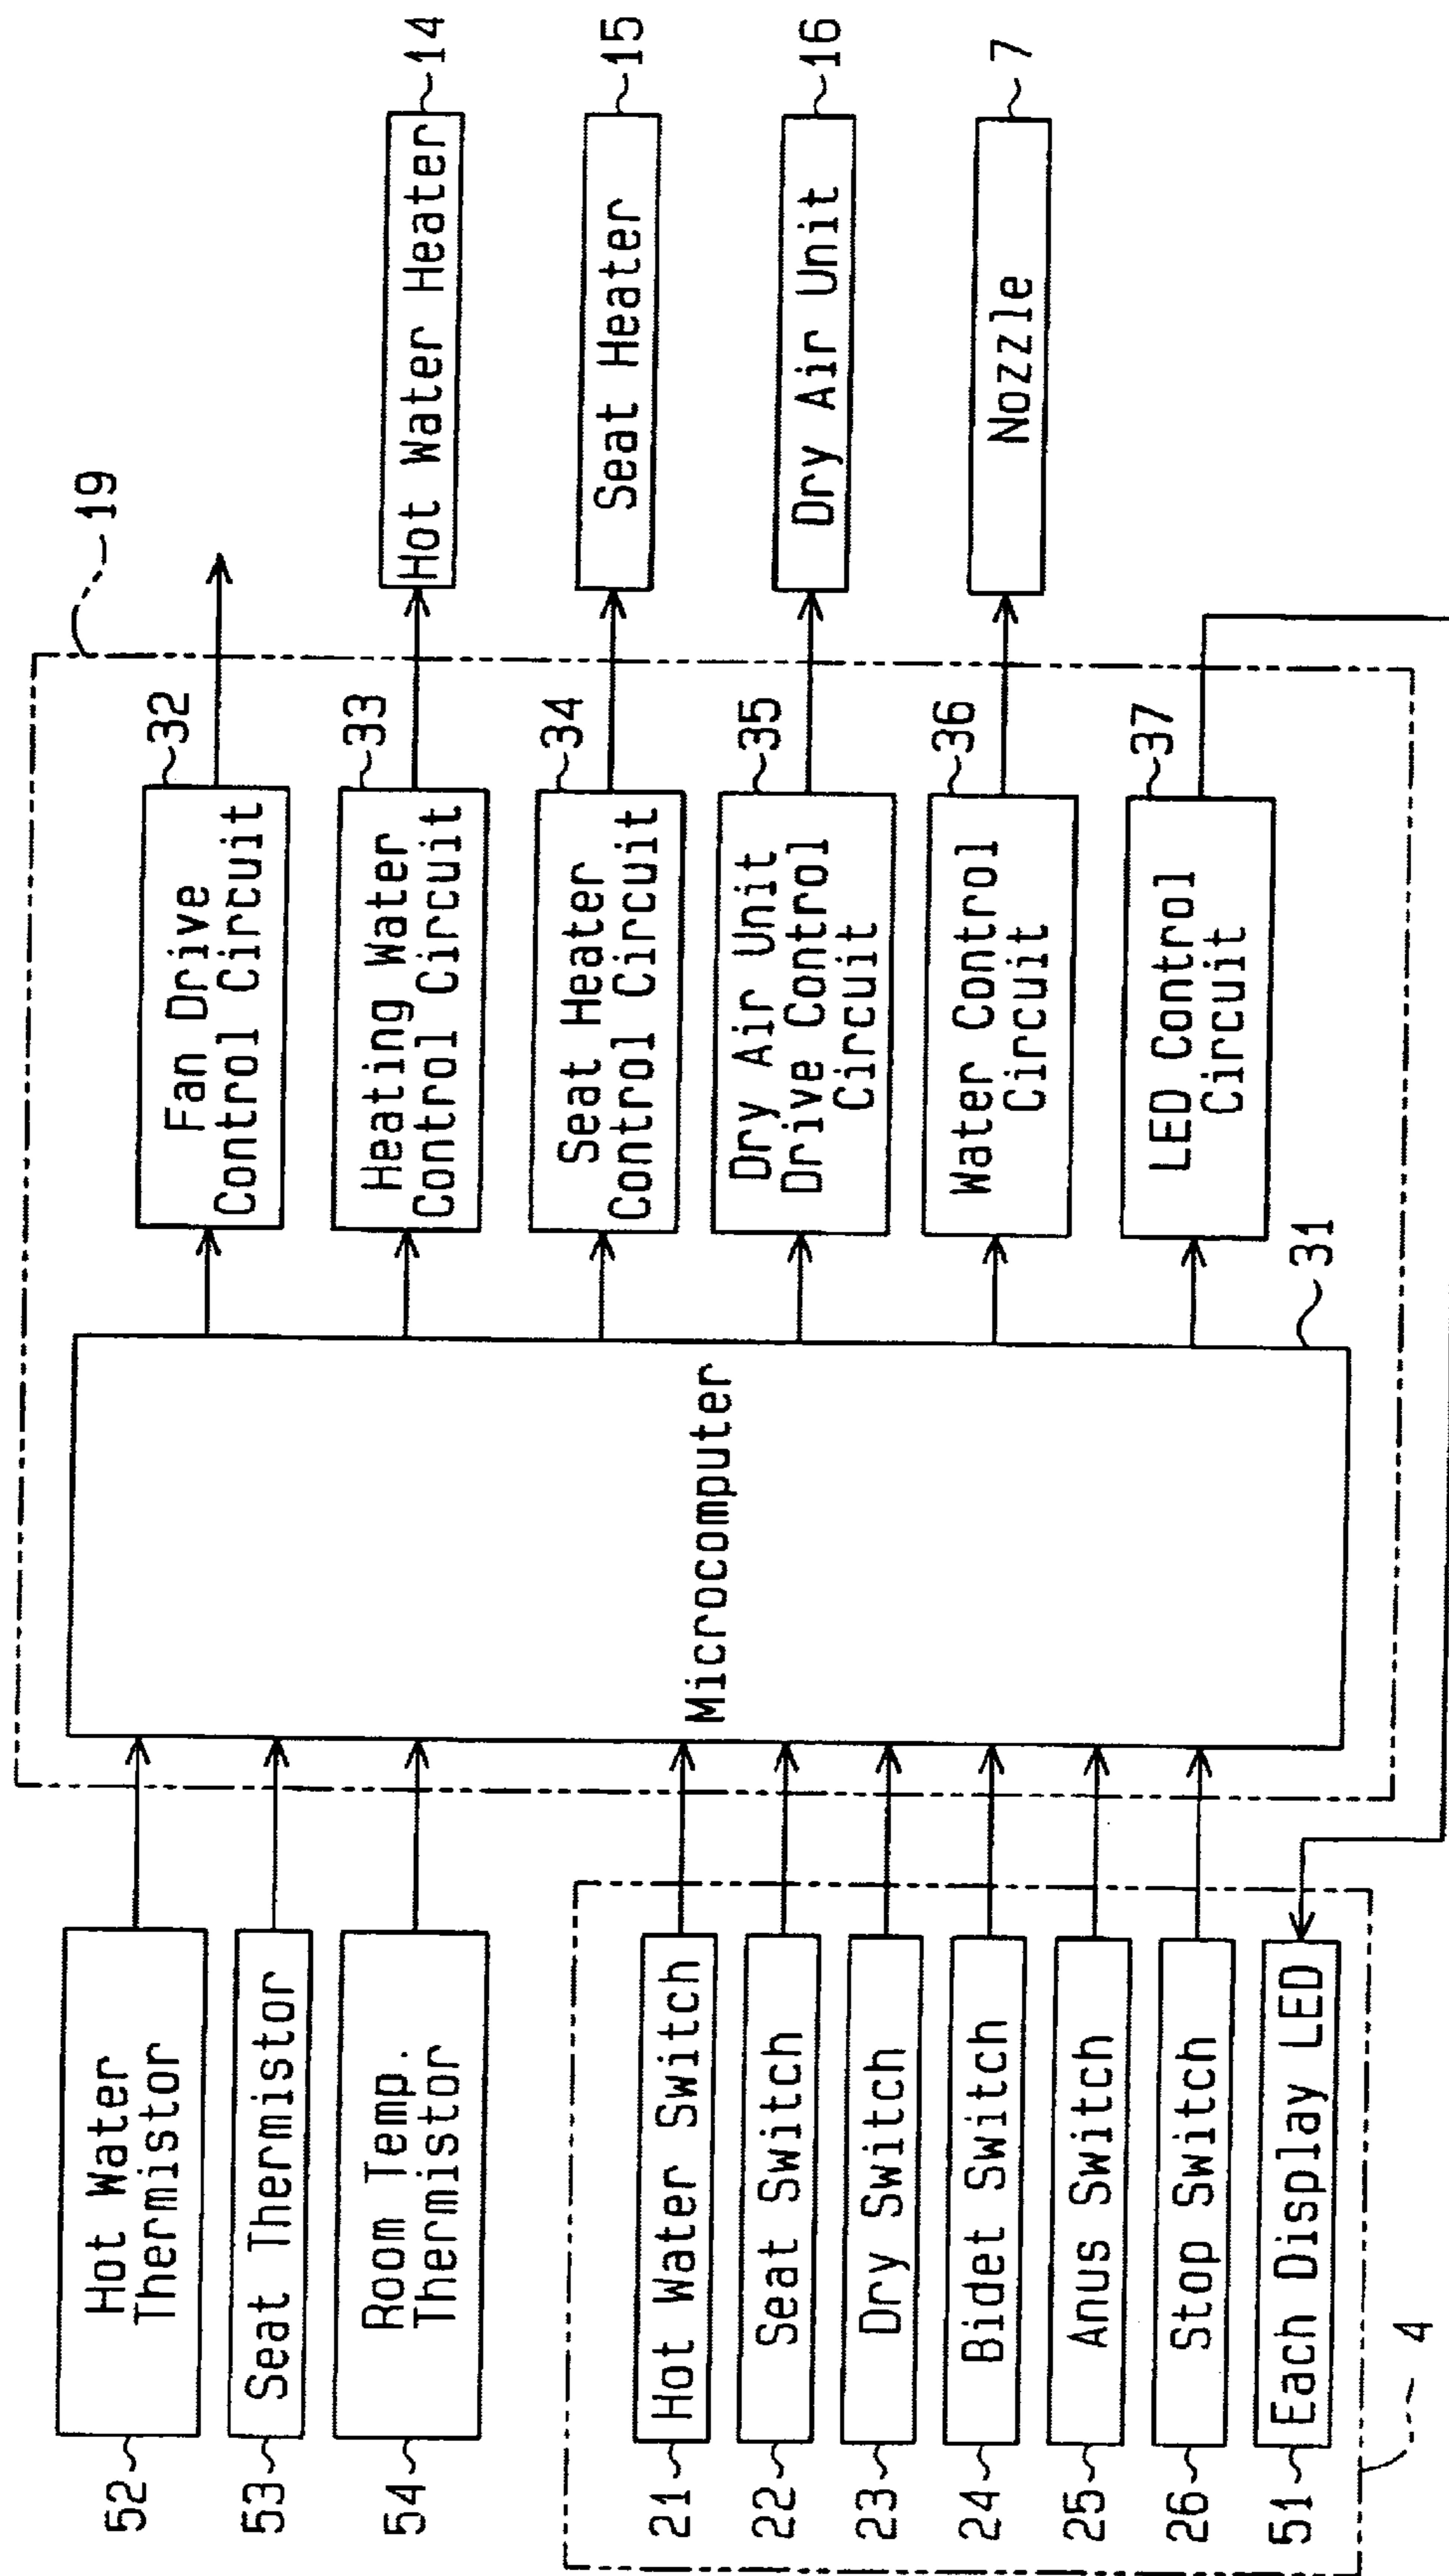 52
Hot Water
Thermistor
53
Seat Thermistor
54
Room Temp.
Thermistor
21
Hot Water Switch
22
Seat Switch
23
Dry Switch
24
Bidet Switch
25
Anus Switch
26
Stop Switch
51
Each Display LED
4
Microcomputer
31
19
32
Fan Drive
Control Circuit
33
Heating Water
Control Circuit
34
Seat Heater
Control Circuit
35
Dry Air Unit
Drive Control
Circuit
36
Water Control
Circuit
37
LED Control
Circuit
Hot Water Heater
14
Seat Heater
15
Dry Air Unit
16
Nozzle
7